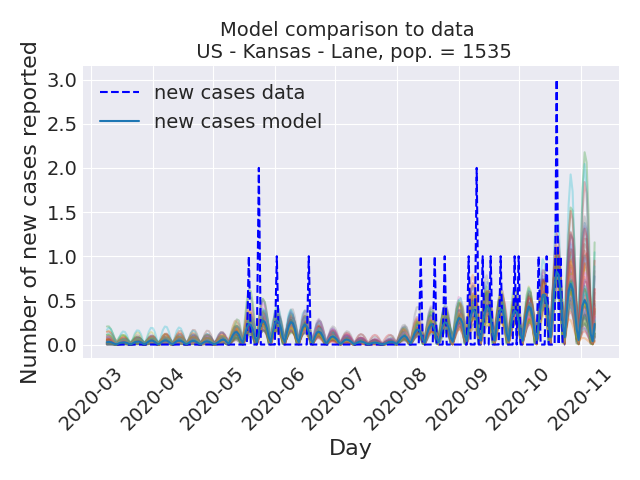 Model comparison to data
US - Kansas - Lane, pop. = 1535
Number of new cases reported
3.0
2.5
2.0
1.5
1.0
0.5
0.0
new cases data
new cases model
2020-03
2020-04
2020-05
2020-06
2020-07
2020-08
2020-09
2020-10
2020-11
Day